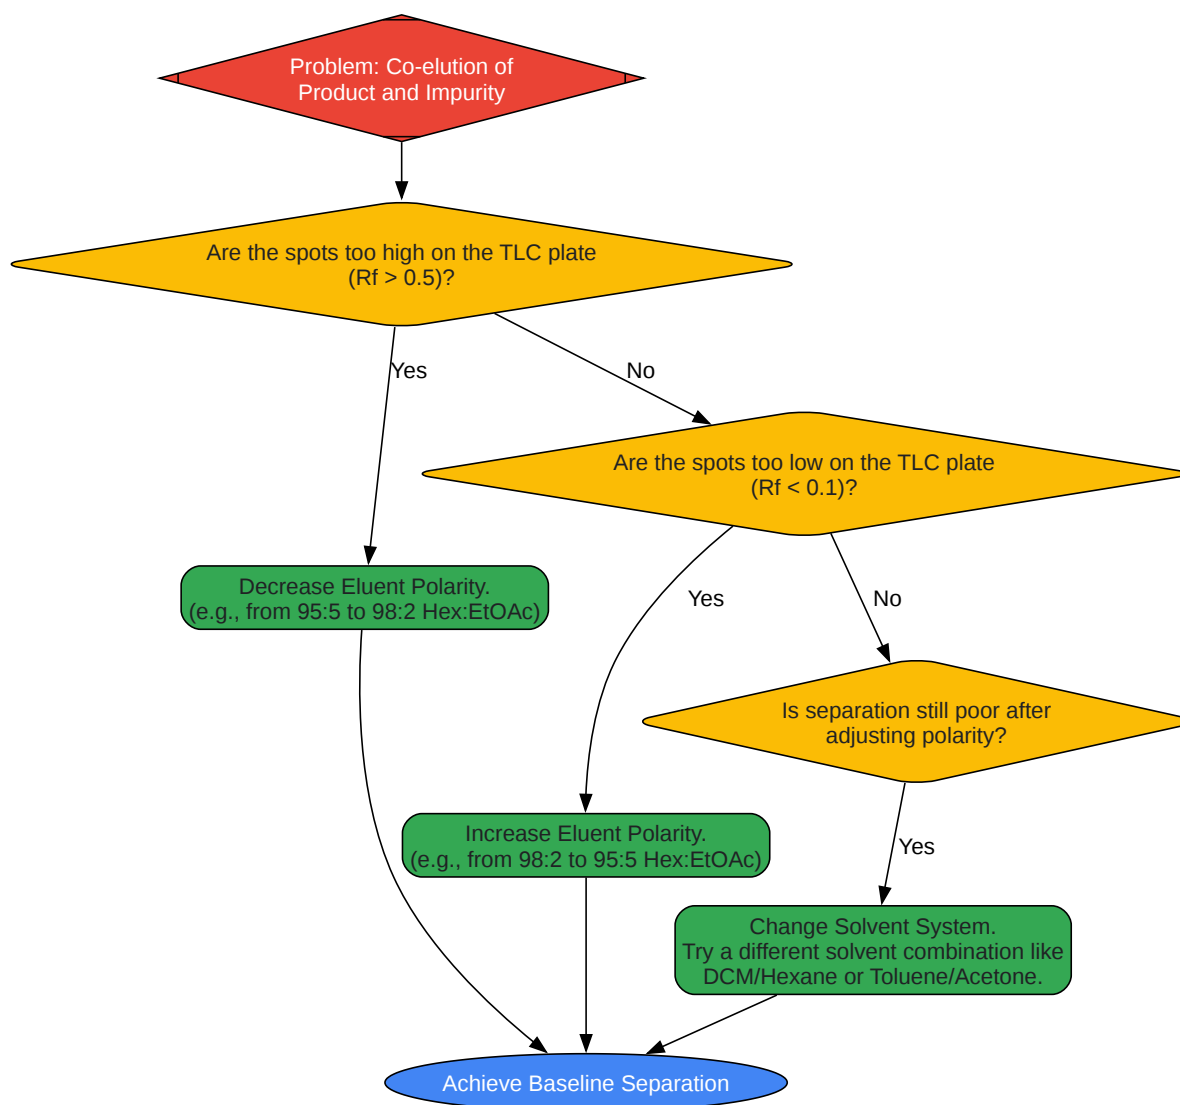 Problem: Co-elution of
Product and Impurity
Are the spots too high on the TLC plate
(Rf > 0.5)?
Yes
No
Are the spots too low on the TLC plate
(Rf < 0.1)?
Decrease Eluent Polarity.
(e.g., from 95:5 to 98:2 Hex:EtOAc)
Yes
No
Is separation still poor after
adjusting polarity?
Increase Eluent Polarity.
(e.g., from 98:2 to 95:5 Hex:EtOAc)
Yes
Change Solvent System.
Try a different solvent combination like
DCM/Hexane or Toluene/Acetone.
Achieve Baseline Separation